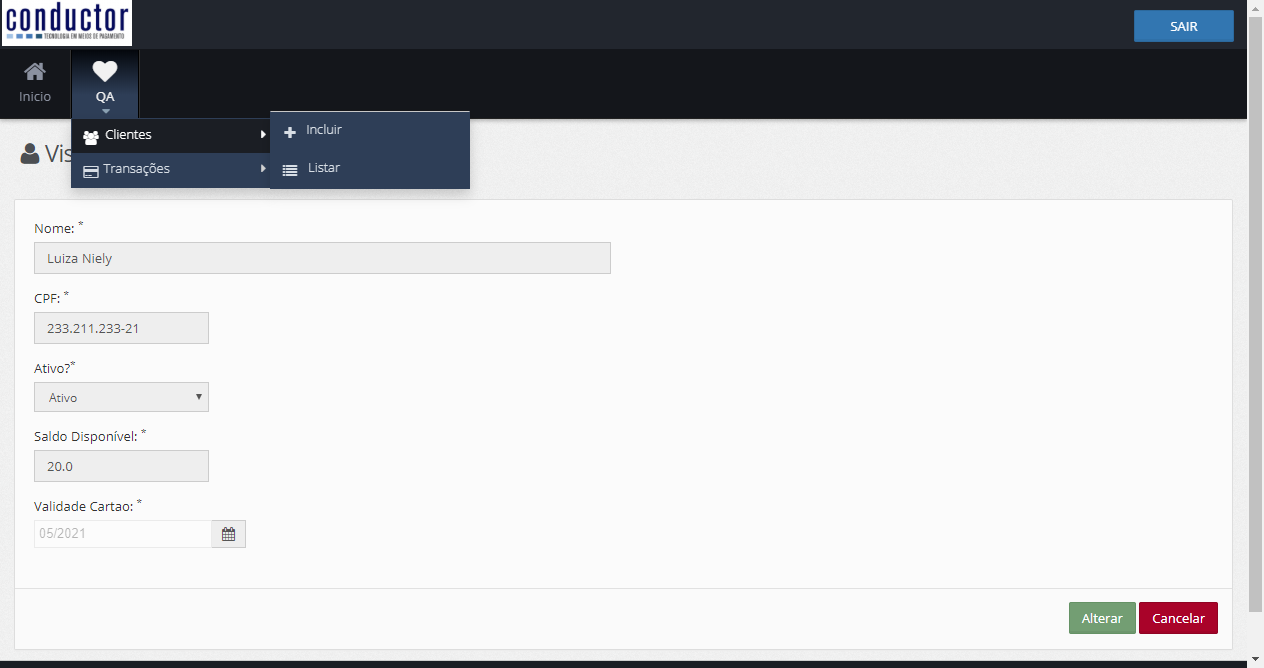 conductor
TECNOLOGIA EM MEIOS DE PAGAMENTO
SAIR
Inicio
QA
Clientes
Incluir
Transações
Listar
Vis
Nome: *
Luiza Niely
CPF: *
233.211.233-21
Ativo?*
Ativo
Saldo Disponível: *
20.0
Validade Cartao: *
05/2021
Alterar
Cancelar